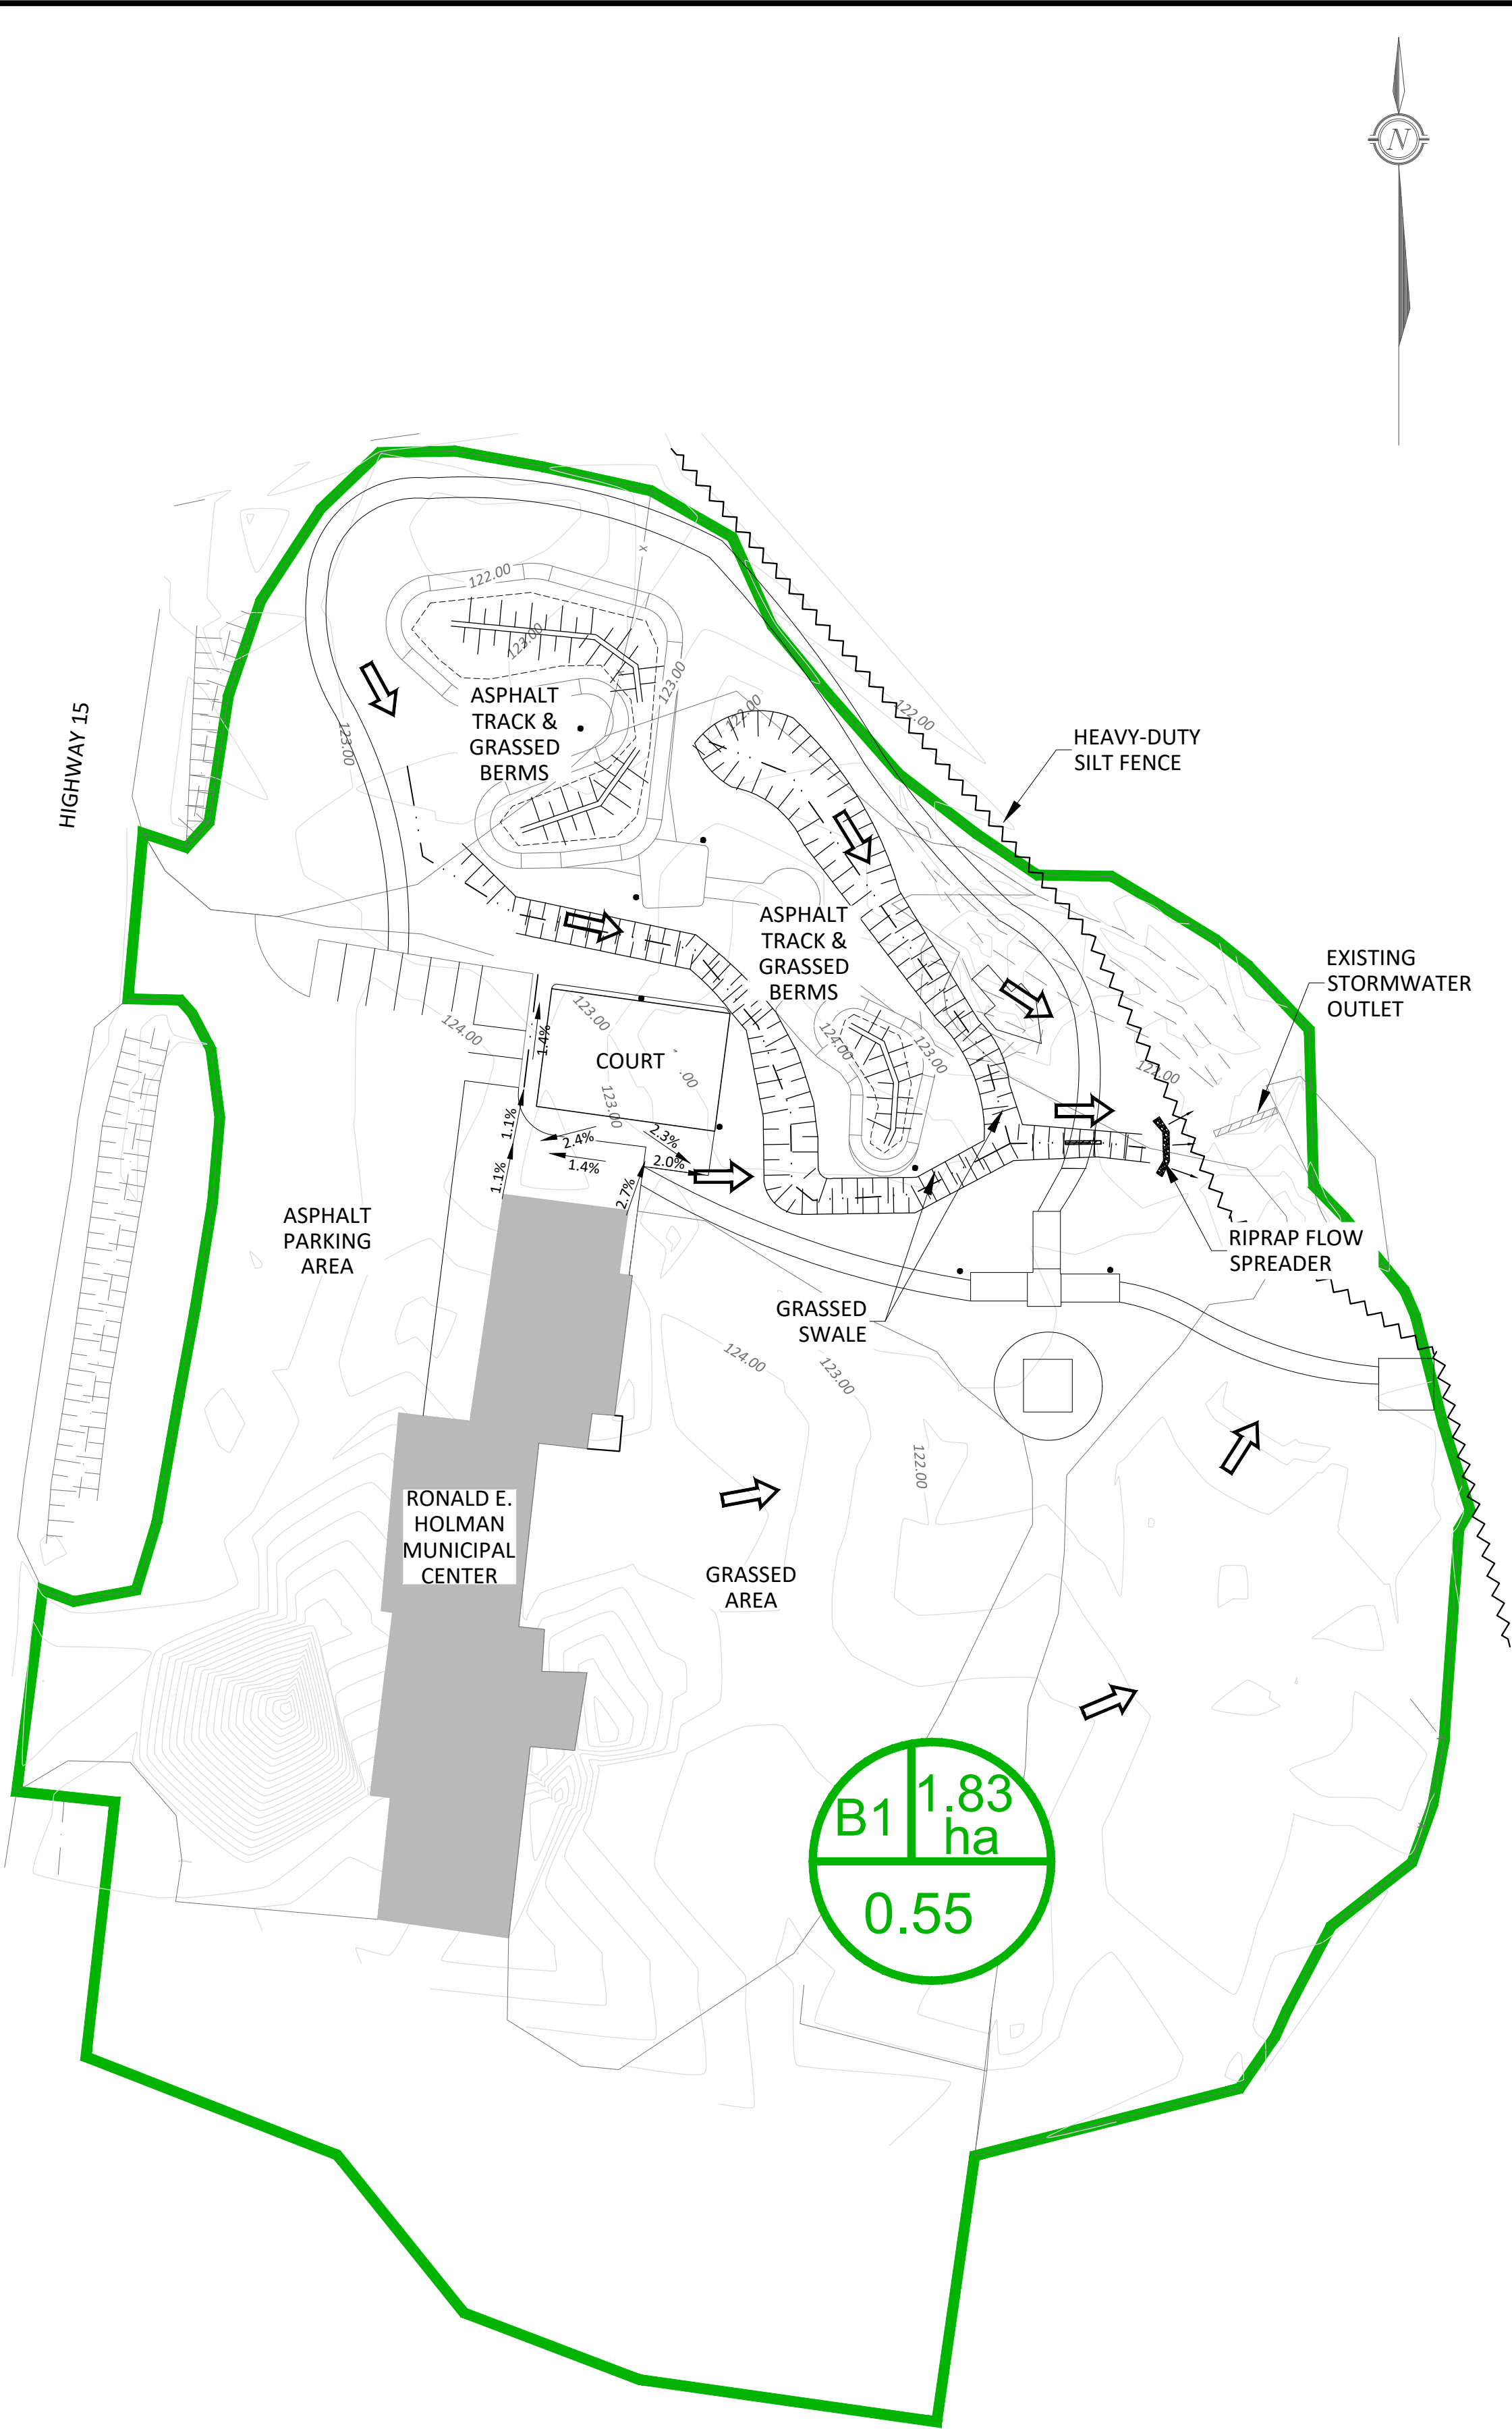 N
122.00
123.00
123.00
ASPHALT
TRACK &
GRASSED
BERMS
x
122.00
122.00
HIGHWAY 15
123.00
HEAVY-DUTY
SILT FENCE
ASPHALT
TRACK &
GRASSED
BERMS
EXISTING
STORMWATER
OUTLET
124.00
123.00
1.4%
COURT
.00
124.00
123.00
122.00
123.00
1.1%
2.4%
2.3%
1.4%
2.0%
1.1%
2.7%
ASPHALT
PARKING
AREA
RIPRAP FLOW
SPREADER
GRASSED
SWALE
124.00
123.00
122.00
RONALD E.
HOLMAN
MUNICIPAL
CENTER
GRASSED
AREA
B1
1.83
ha
0.55